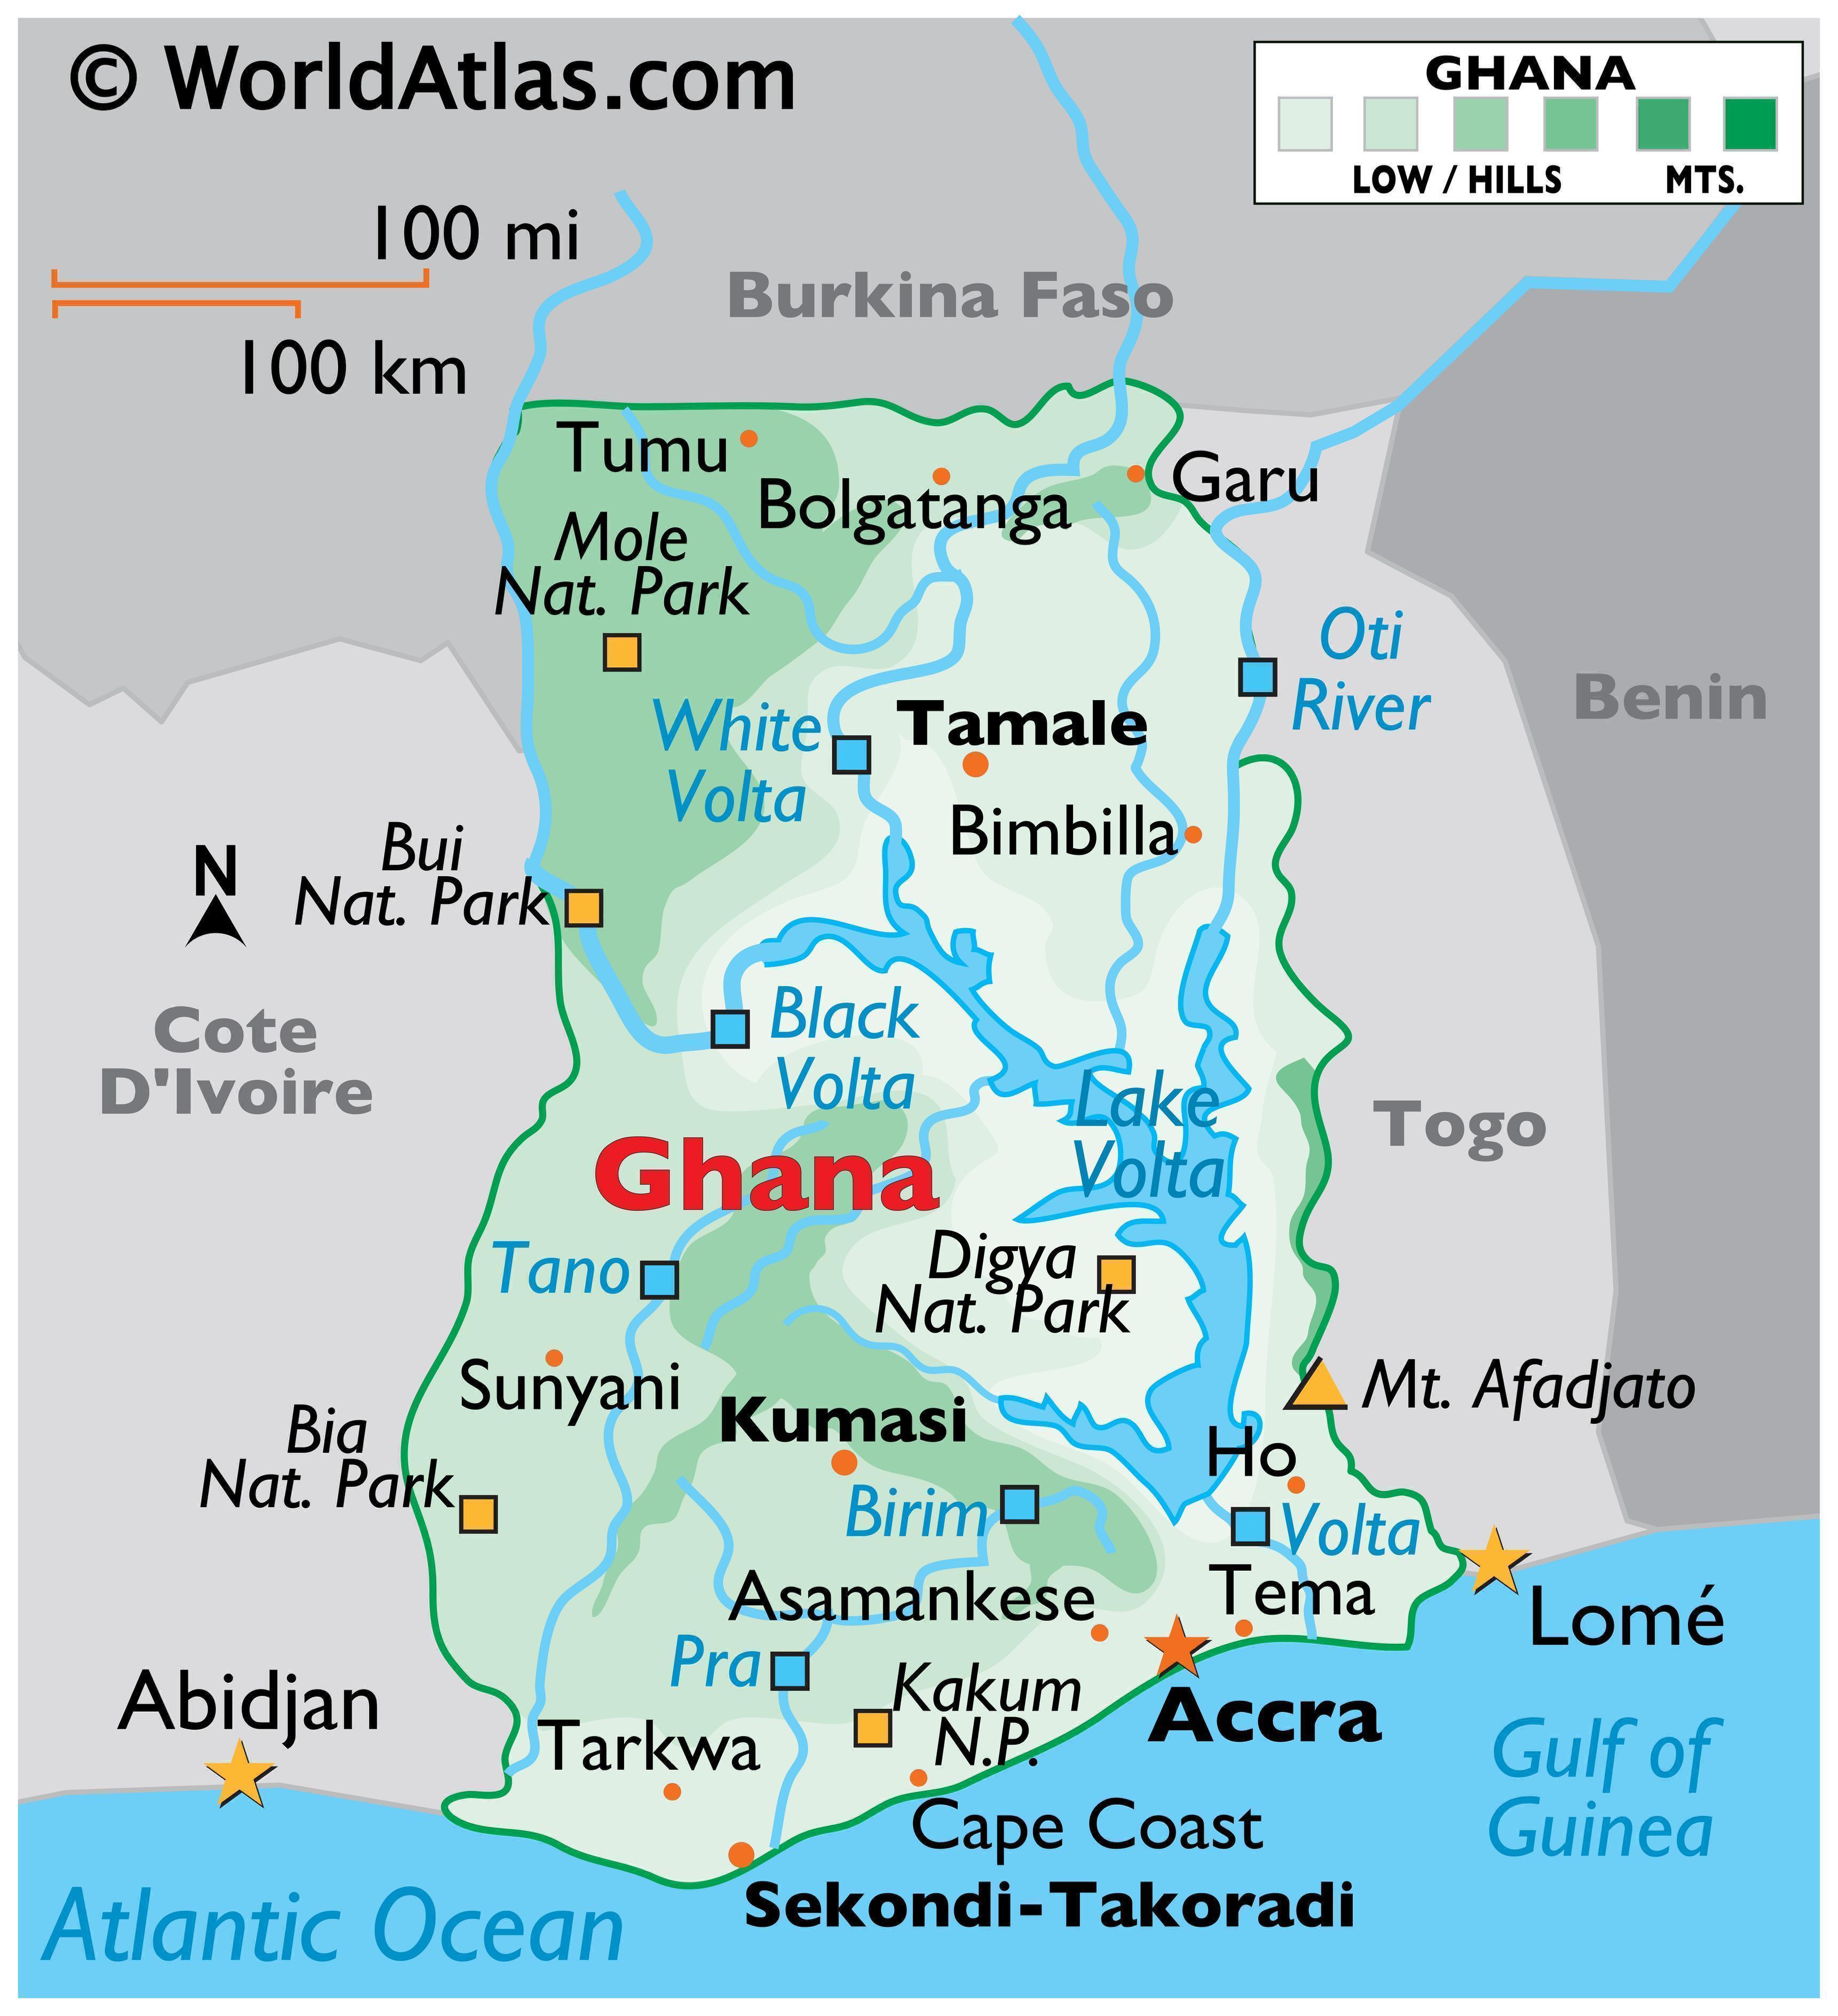 © WorldAtlas.com
GHANA
LOW / HILLS
MTS.
100 mi
100 km
Burkina Faso
Tumu
Bolgatanga
Garu
Mole
Nat. Park
Oti
River
Benin
White
Volta
Tamale
Bimbilla
Bui
Nat. Park
N
Cote
D'Ivoire
Black
Volta
Lake
Volta
Togo
Ghana
Tano
Digya
Nat. Park
Sunyani
Mt. Afadjato
Kumasi
Bia
Nat. Park
Ho
Birim
Volta
Asamankese
Tema
Lomé
Pra
Kakum
N.P.
Abidjan
Tarkwa
Accra
Gulf of
Guinea
Cape Coast
Sekondi-Takoradi
Atlantic Ocean